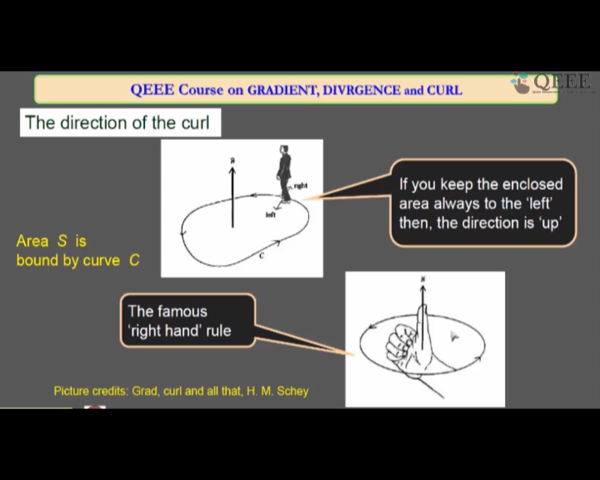 QEEE
QEEE Course on GRADIENT, DIVRGENCE and CURL
The direction of the curl
n
right
left
C
If you keep the enclosed
area always to the 'left'
then, the direction is 'up'
Area S is
bound by curve C
The famous
'right hand' rule
Picture credits: Grad, curl and all that, H. M. Schey